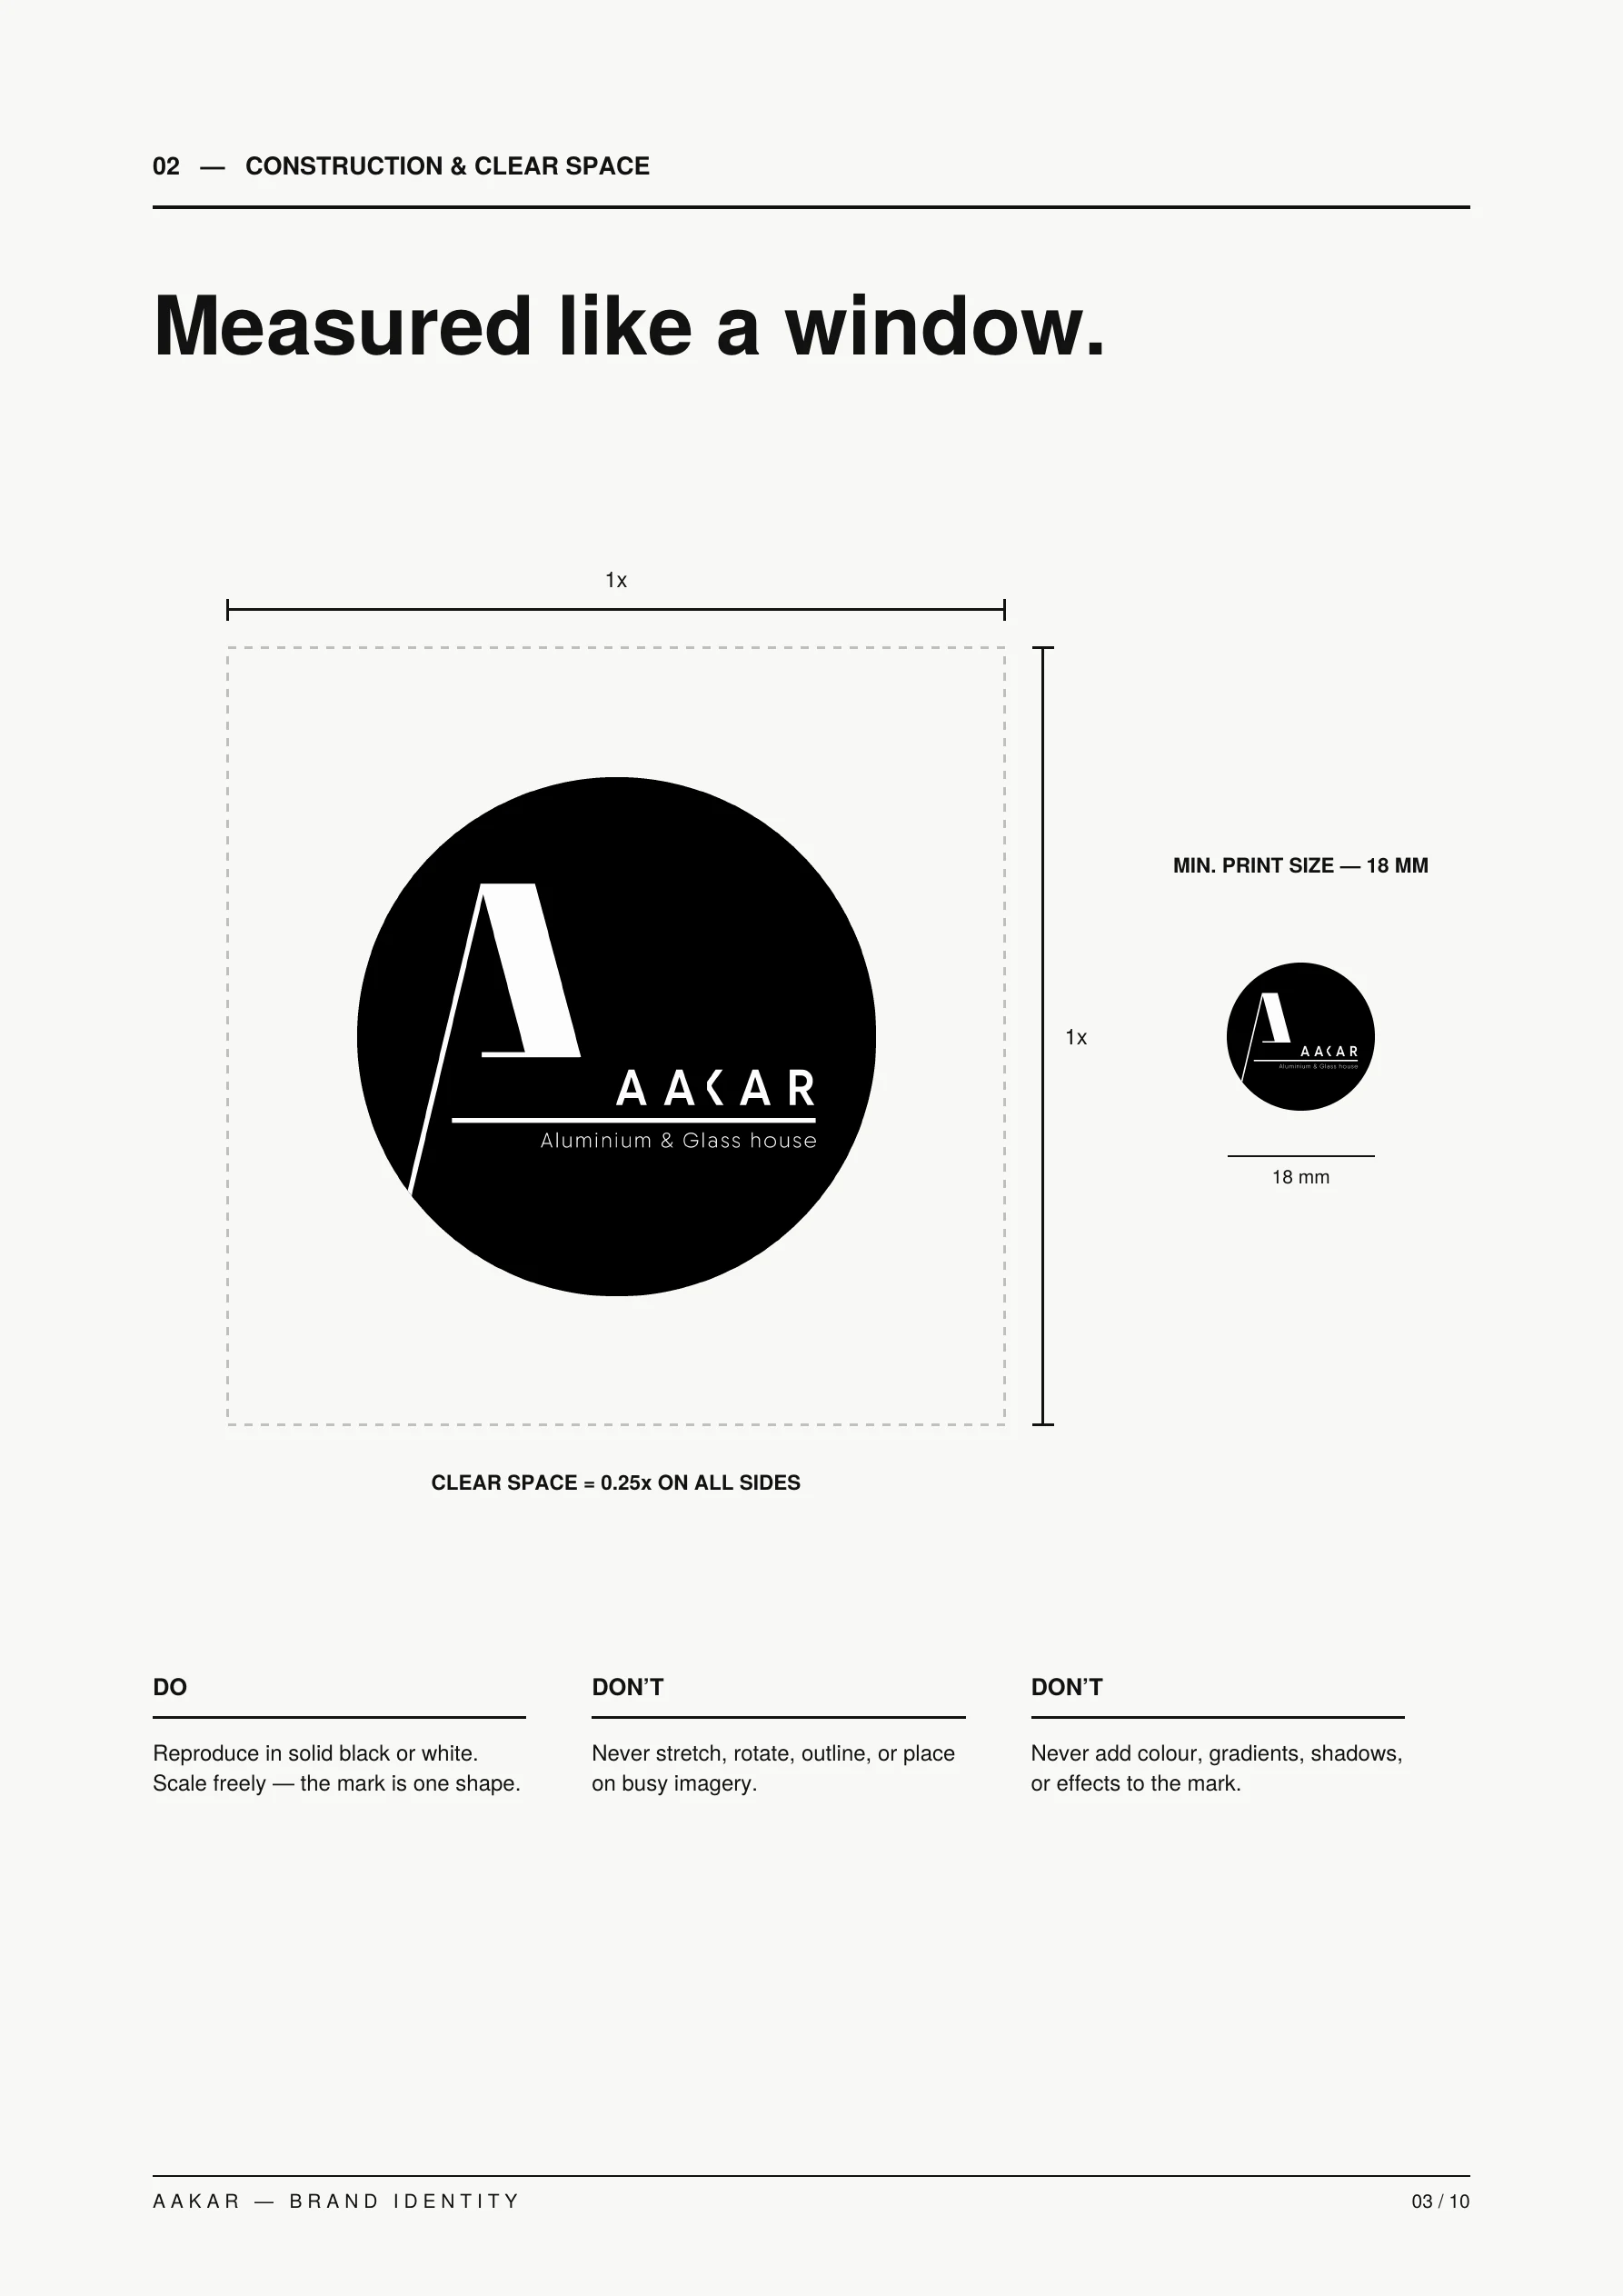 02 — CONSTRUCTION & CLEAR SPACE
Measured like a window.
1x
A
AAKAR
Aluminium & Glass house
1x
CLEAR SPACE = 0.25x ON ALL SIDES
MIN. PRINT SIZE — 18 MM
A
AAKAR
Aluminium & Glass house
18 mm
DO
Reproduce in solid black or white.
Scale freely — the mark is one shape.
DON’T
Never stretch, rotate, outline, or place
on busy imagery.
DON’T
Never add colour, gradients, shadows,
or effects to the mark.
AAKAR — BRAND IDENTITY
03 / 10